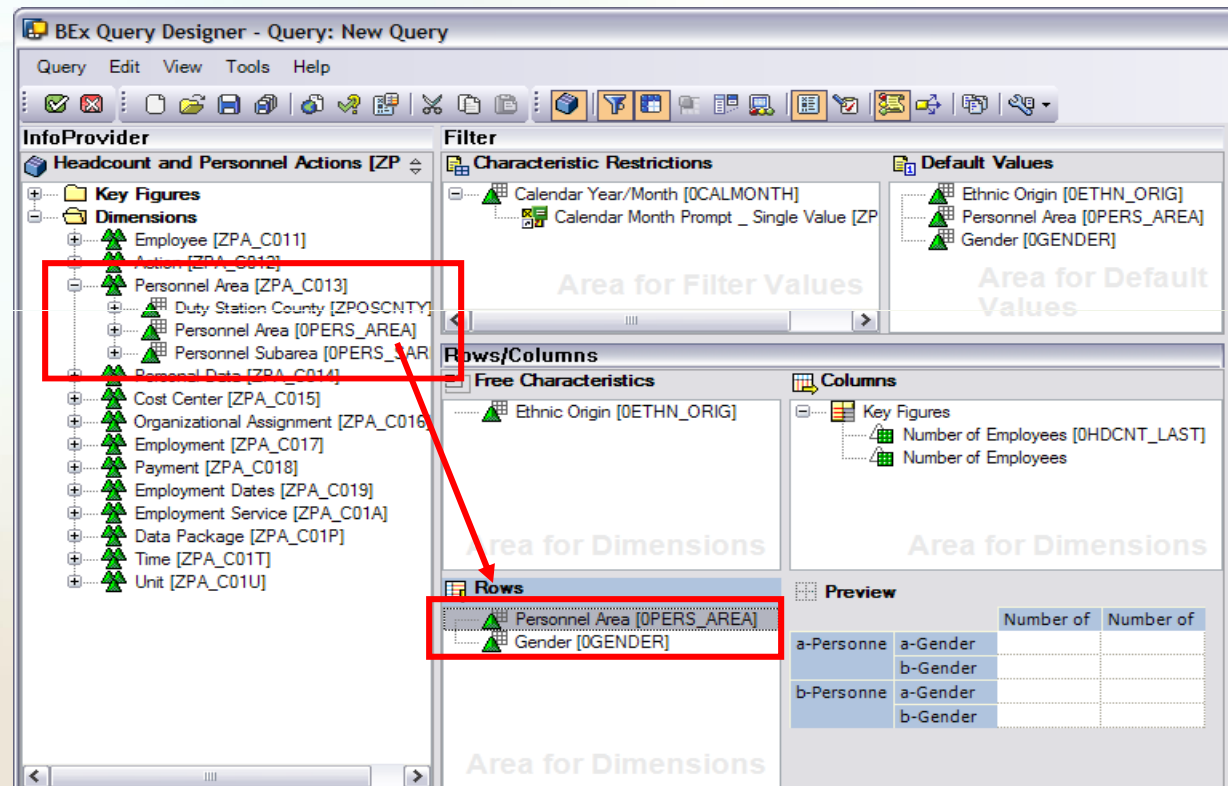 BEx Query Designer - Query: New Query
Query Edit View Tools Help
InfoProvider
Headcount and Personnel Actions [ZP
Key Figures
Dimensions
Employee [ZPA_C011]
Action [ZPA_C012]
Personnel Area [ZPA_C013]
Duty Station County [ZPOSCNTY]
Personnel Area [0PERS_AREA]
Personnel Subarea [0PERS_SAR
Personal Data [ZPA_C014]
Cost Center [ZPA_C015]
Organizational Assignment [ZPA_C016]
Employment [ZPA_C017]
Payment [ZPA_C018]
Employment Dates [ZPA_C019]
Employment Service [ZPA_C01A]
Data Package [ZPA_C01P]
Time [ZPA_C01T]
Unit [ZPA_C01U]
Filter
Characteristic Restrictions
Calendar Year/Month [0CALMONTH]
Calendar Month Prompt _ Single Value [ZP
Area for Filter Values
Default Values
Ethnic Origin [0ETHN_ORIG]
Personnel Area [0PERS_AREA]
Gender [0GENDER]
Area for Default
Values
Rows/Columns
Free Characteristics
Ethnic Origin [0ETHN_ORIG]
Area for Dimensions
Columns
Key Figures
Number of Employees [0HDCNT_LAST]
Number of Employees
Area for Dimensions
Rows
Personnel Area [0PERS_AREA]
Gender [0GENDER]
Area for Dimensions
Preview
Number of Number of
a-Personne a-Gender
b-Gender
b-Personne a-Gender
b-Gender